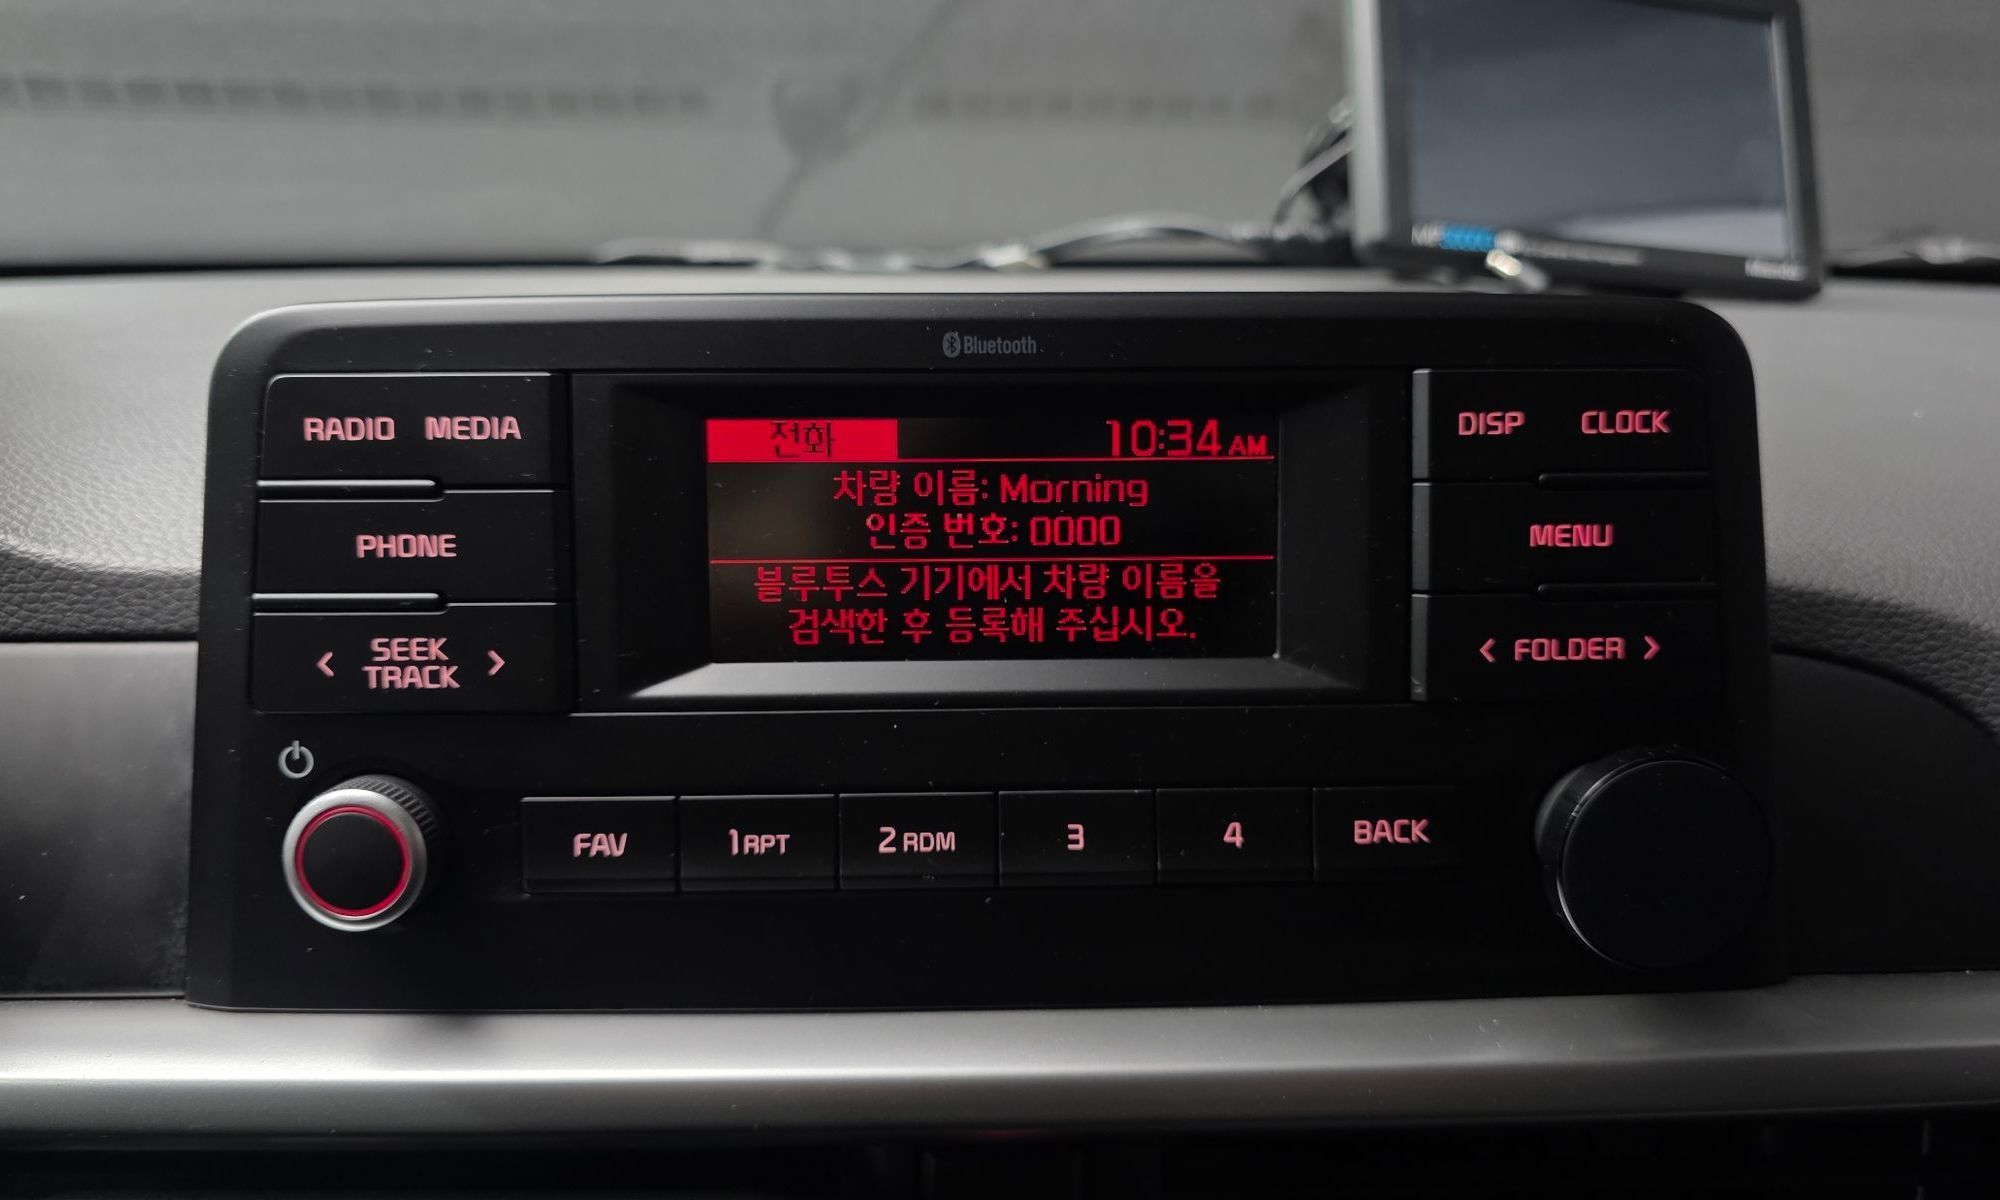 Bluetooth
RADIO MEDIA
PHONE
SEEK
TRACK
전화 10:34 AM
차량 이름: Morning
인증 번호: 0000
블루투스 기기에서 차량 이름을
검색한 후 등록해 주십시오.
DISP CLOCK
MENU
FOLDER
FAV 1 RPT 2 RDM 3 4 BACK